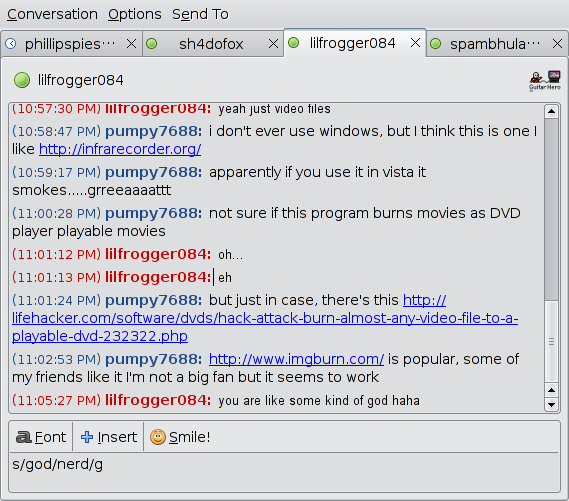 Conversation Options Send To
phillipspies... sh4dofox lilfrogger084 spambhula...
lilfrogger084
Guitar Hero
(10:57:30 PM) lilfrogger084: yeah just video files
(10:58:47 PM) pumpy7688: i don't ever use windows, but I think this is one I
like http://infrarecorder.org/
(10:59:17 PM) pumpy7688: apparently if you use it in vista it
smokes.....grreeaaaattt
(11:00:28 PM) pumpy7688: not sure if this program burns movies as DVD
player playable movies
(11:01:12 PM) lilfrogger084: oh...
(11:01:13 PM) lilfrogger084: eh
(11:01:24 PM) pumpy7688: but just in case, there's this http://
lifehacker.com/software/dvds/hack-attack-burn-almost-any-video-file-to-a-
playable-dvd-232322.php
(11:02:53 PM) pumpy7688: http://www.imgburn.com/ is popular, some of
my friends like it I'm not a big fan but it seems to work
(11:05:27 PM) lilfrogger084: you are like some kind of god haha
Font Insert Smile!
s/god/nerd/g